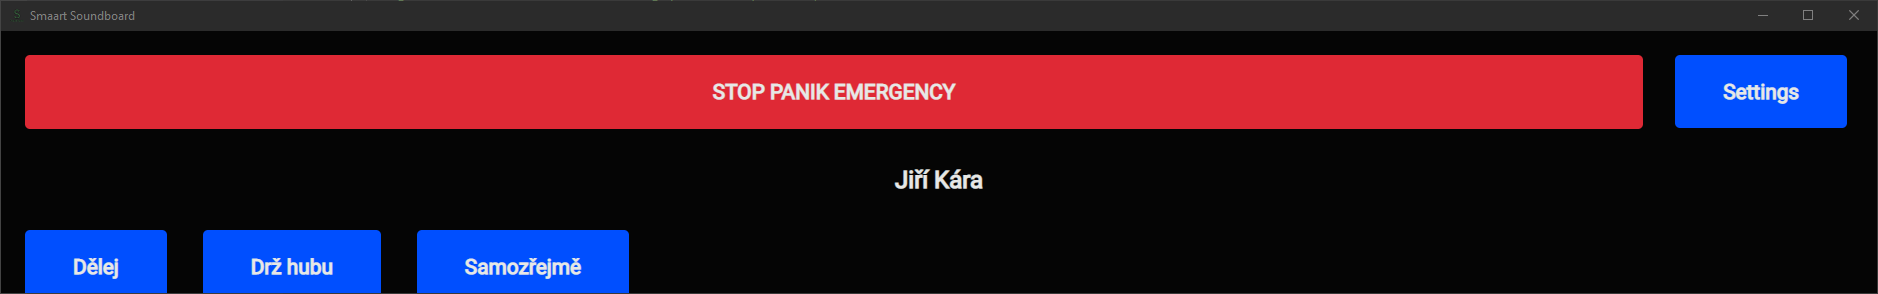 Smaart Soundboard
STOP PANIK EMERGENCY
Settings
Jiří Kára
Dělej
Drž hubu
Samozřejmě